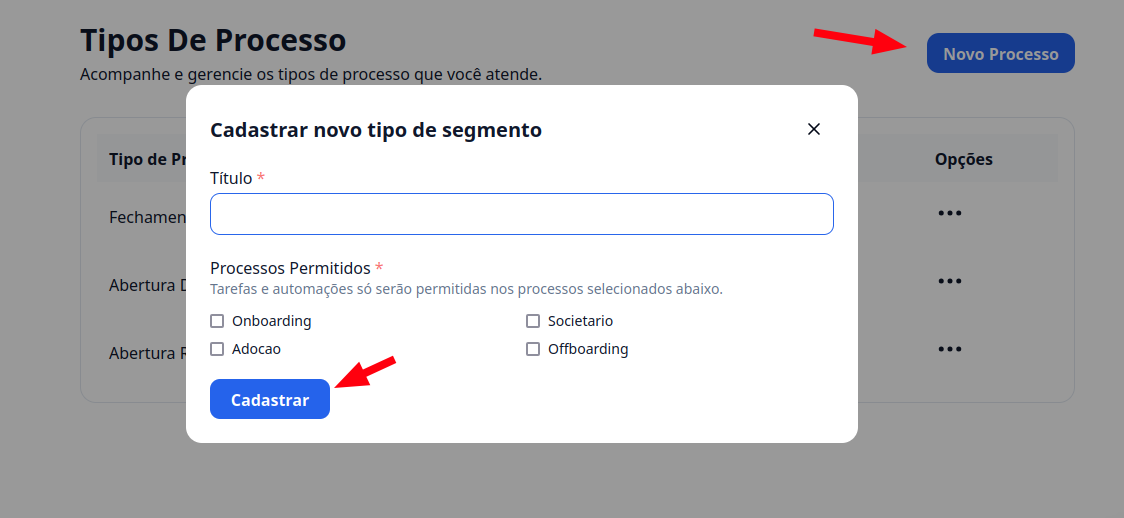 Tipos De Processo
Acompanhe e gerencie os tipos de processo que você atende.
Novo Processo
Cadastrar novo tipo de segmento
Tipo de
Opções
Título *
Processos Permitidos *
Tarefas e automações só serão permitidas nos processos selecionados abaixo.
Abertura
Onboarding
Societario
Adocao
Offboarding
Abertura
Cadastrar